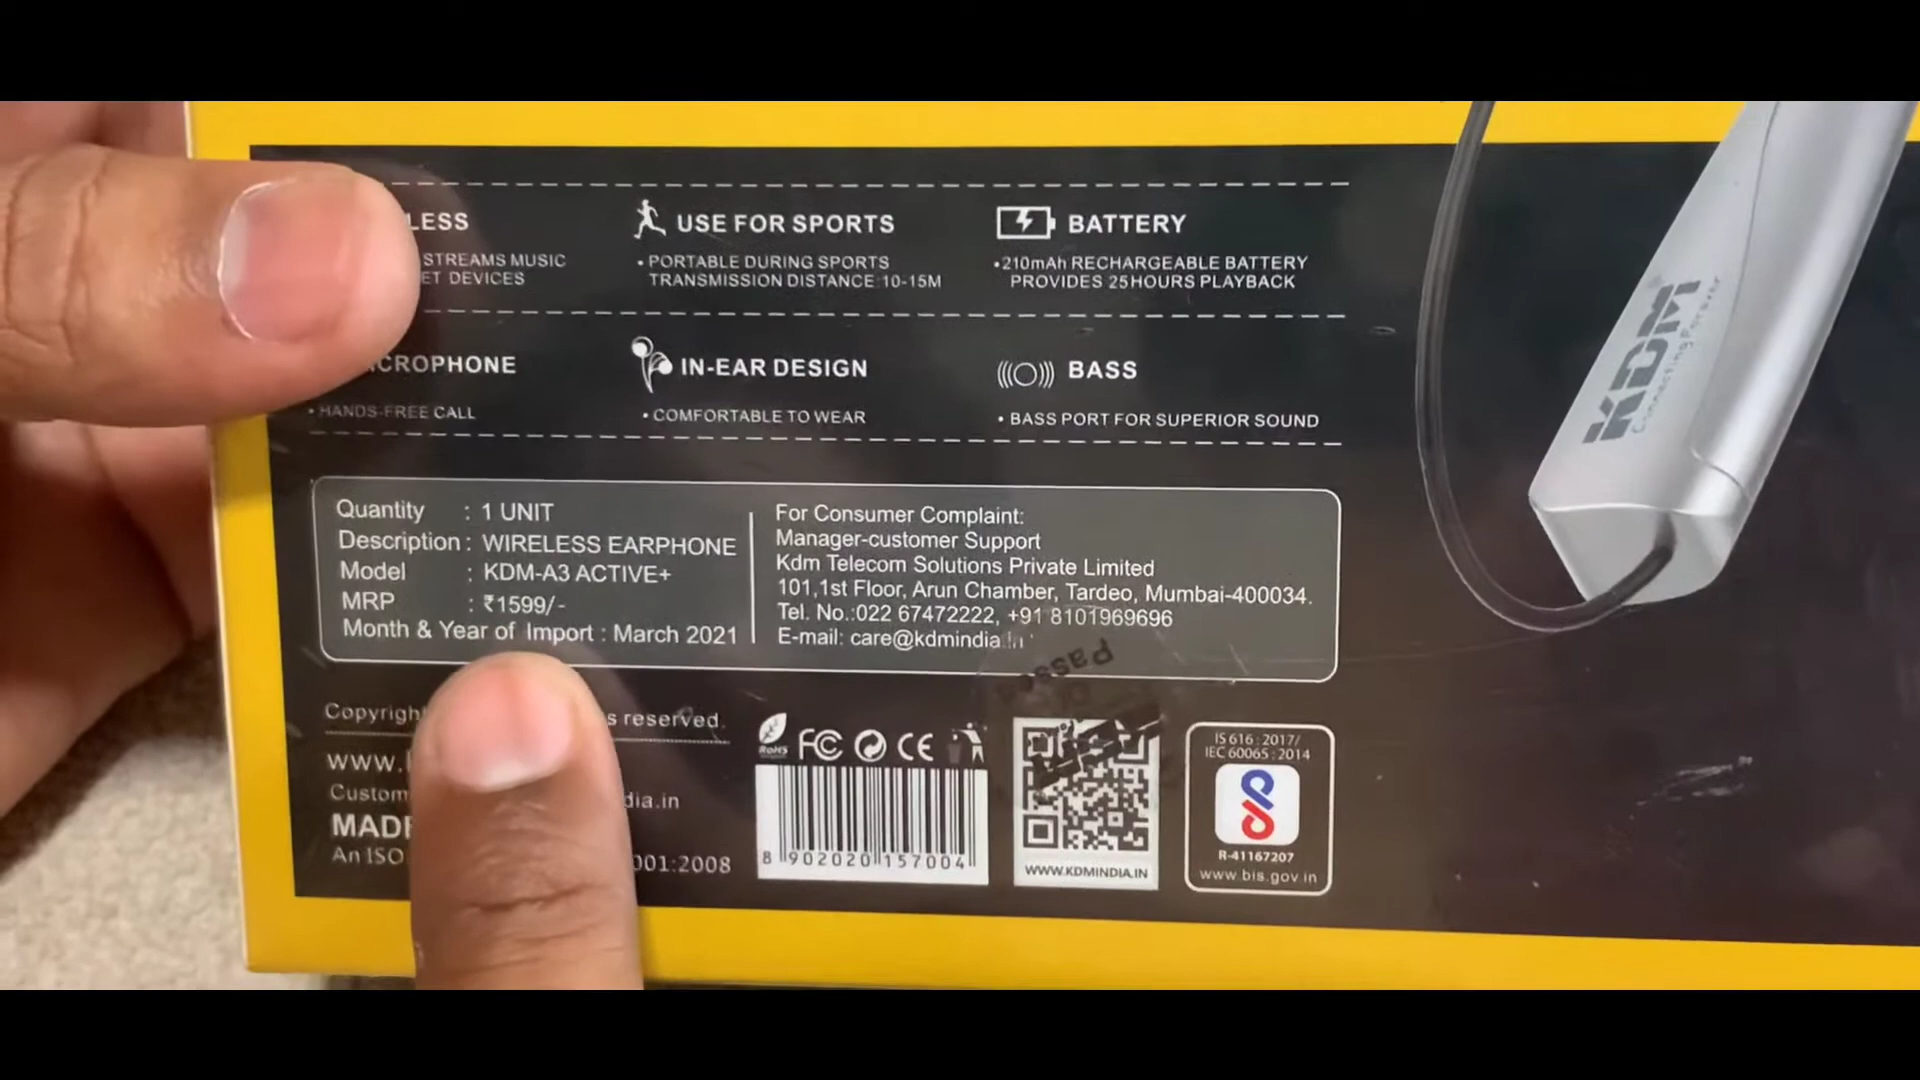 LESS
STREAMS MUSIC
ET DEVICES
USE FOR SPORTS
• PORTABLE DURING SPORTS
TRANSMISSION DISTANCE:10-15M
BATTERY
•210mAh RECHARGEABLE BATTERY
PROVIDES 25HOURS PLAYBACK
CROPHONE
• HANDS-FREE CALL
IN-EAR DESIGN
• COMFORTABLE TO WEAR
BASS
• BASS PORT FOR SUPERIOR SOUND
Quantity : 1 UNIT
Description : WIRELESS EARPHONE
Model : KDM-A3 ACTIVE+
MRP : ₹1599/-
Month & Year of Import : March 2021
For Consumer Complaint:
Manager-customer Support
Kdm Telecom Solutions Private Limited
101,1st Floor, Arun Chamber, Tardeo, Mumbai-400034.
Tel. No.:022 67472222, +91 8101969696
E-mail: care@kdmindia.in
Passed
Copyrigh s reserved.
www.
Custom dia.in
MADE
An ISO 001:2008
RoHS FC CE
8 902020 157004
WWW.KDMINDIA.IN
IS 616 : 2017/
IEC 60065 : 2014
R-41167207
www.bis.gov.in
KDM
Connecting Forever